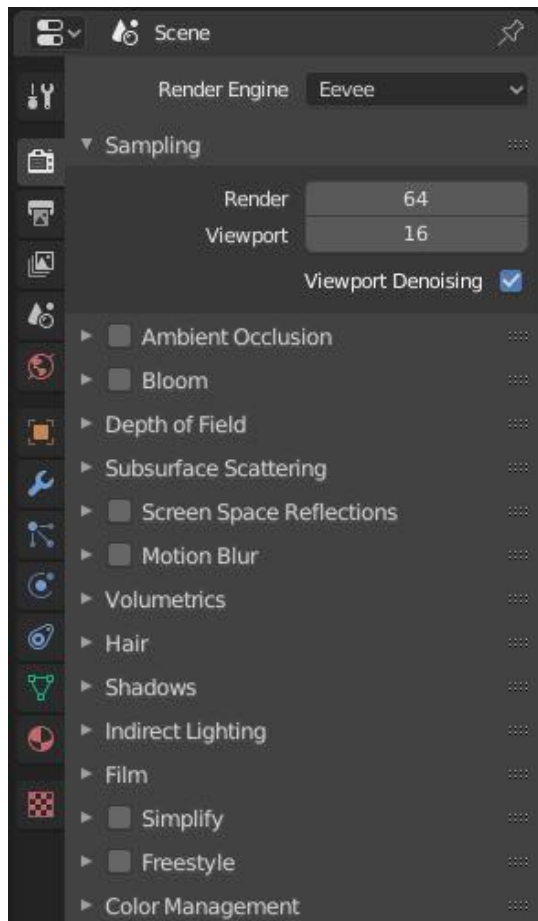 Scene
Render Engine Eevee
Sampling
Render 64
Viewport 16
Viewport Denoising
Ambient Occlusion
Bloom
Depth of Field
Subsurface Scattering
Screen Space Reflections
Motion Blur
Volumetrics
Hair
Shadows
Indirect Lighting
Film
Simplify
Freestyle
Color Management